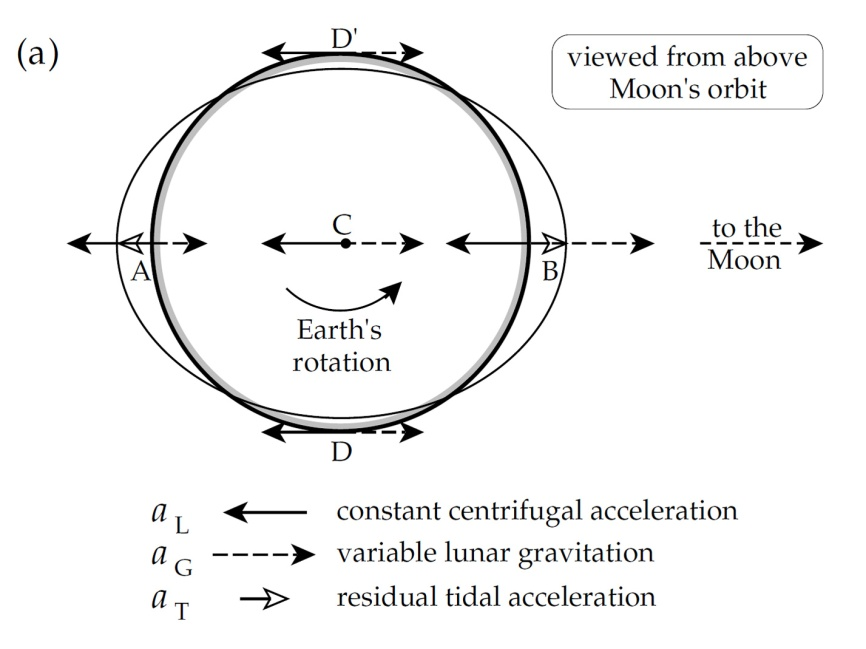 (a)
D'
viewed from above
Moon's orbit
C
to the
Moon
A
B
Earth's
rotation
D
a L constant centrifugal acceleration
a G variable lunar gravitation
a T residual tidal acceleration